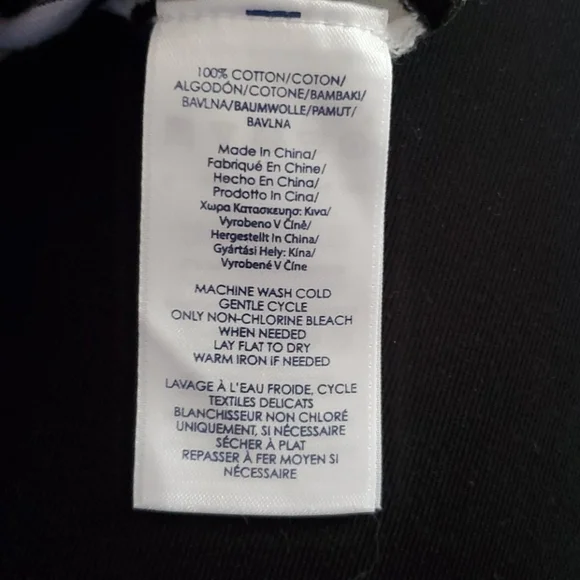 100% COTTON/COTON/
ALGODÓN/COTONE/BAMBAKI/
BAVLNA/BAUMWOLLE/PAMUT/
BAVLNA
Made In China/
Fabriqué En Chine/
Hecho En China/
Prodotto In Cina/
Χωρα Κατασκευησ: Κινα/
Vyrobeno V Číně/
Hergestellt In China/
Gyártási Hely: Kína/
Vyrobené V Číne
MACHINE WASH COLD
GENTLE CYCLE
ONLY NON-CHLORINE BLEACH
WHEN NEEDED
LAY FLAT TO DRY
WARM IRON IF NEEDED
LAVAGE À L'EAU FROIDE, CYCLE
TEXTILES DELICATS
BLANCHISSEUR NON CHLORÉ
UNIQUEMENT, SI NÉCESSAIRE
SÉCHER À PLAT
REPASSER À FER MOYEN SI
NÉCESSAIRE